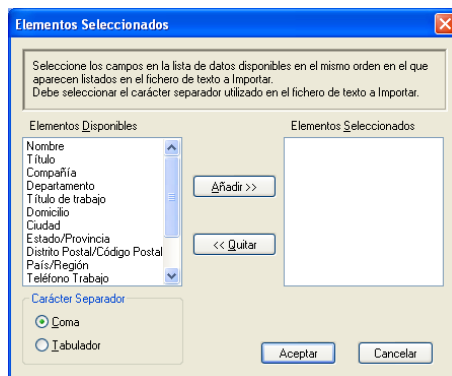 Elementos Seleccionados
Seleccione los campos en la lista de datos disponibles en el mismo orden en el que
aparecen listados en el fichero de texto a Importar.
Debe seleccionar el carácter separador utilizado en el fichero de texto a Importar.
Elementos Disponibles
Nombre
Título
Compañía
Departamento
Título de trabajo
Domicilio
Ciudad
Estado/Provincia
Distrito Postal/Código Postal
País/Región
Teléfono Trabajo
Añadir >>
<< Quitar
Elementos Seleccionados
Carácter Separador
Coma
Tabulador
Aceptar
Cancelar